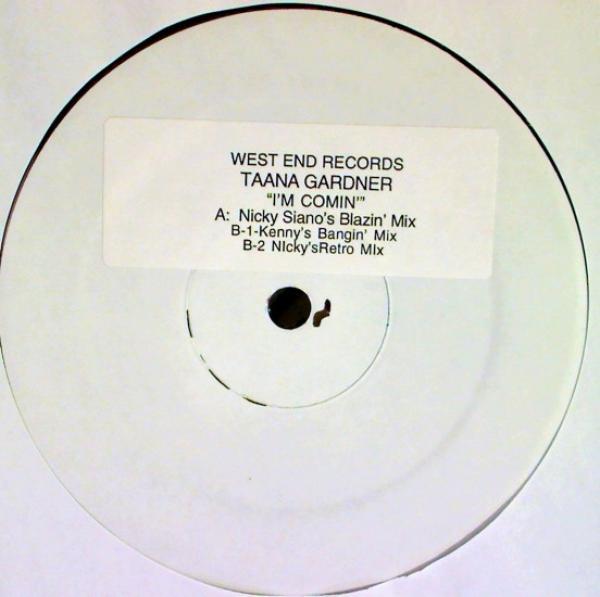 WEST END RECORDS
TAANA GARDNER
"I'M COMIN'"
A: Nicky Siano's Blazin' Mix
B-1-Kenny's Bangin' Mix
B-2 NIcky'sRetro MIx